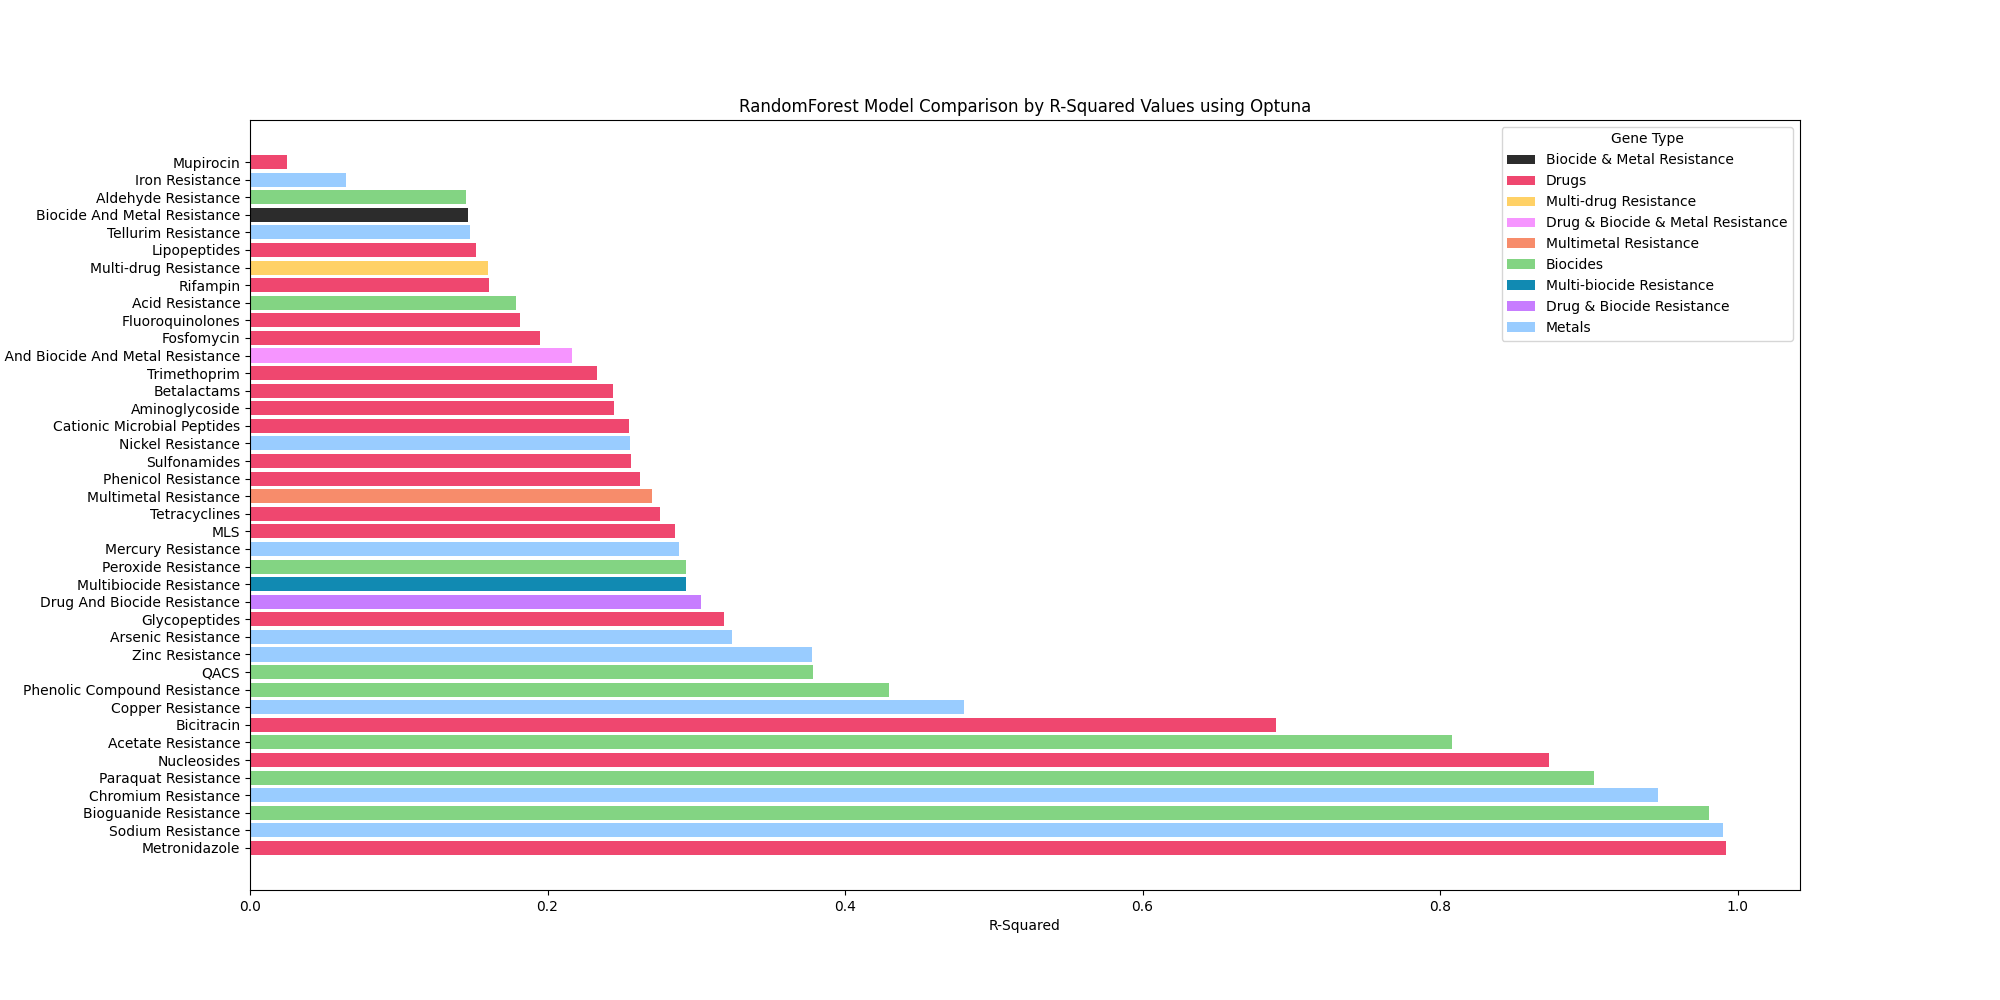 RandomForest Model Comparison by R-Squared Values using Optuna
Gene Type
Biocide & Metal Resistance
Drugs
Multi-drug Resistance
Drug & Biocide & Metal Resistance
Multimetal Resistance
Biocides
Multi-biocide Resistance
Drug & Biocide Resistance
Metals
Mupirocin
Iron Resistance
Aldehyde Resistance
Biocide And Metal Resistance
Tellurim Resistance
Lipopeptides
Multi-drug Resistance
Rifampin
Acid Resistance
Fluoroquinolones
Fosfomycin
And Biocide And Metal Resistance
Trimethoprim
Betalactams
Aminoglycoside
Cationic Microbial Peptides
Nickel Resistance
Sulfonamides
Phenicol Resistance
Multimetal Resistance
Tetracyclines
MLS
Mercury Resistance
Peroxide Resistance
Multibiocide Resistance
Drug And Biocide Resistance
Glycopeptides
Arsenic Resistance
Zinc Resistance
QACS
Phenolic Compound Resistance
Copper Resistance
Bicitracin
Acetate Resistance
Nucleosides
Paraquat Resistance
Chromium Resistance
Bioguanide Resistance
Sodium Resistance
Metronidazole
0.0 0.2 0.4 0.6 0.8 1.0
R-Squared